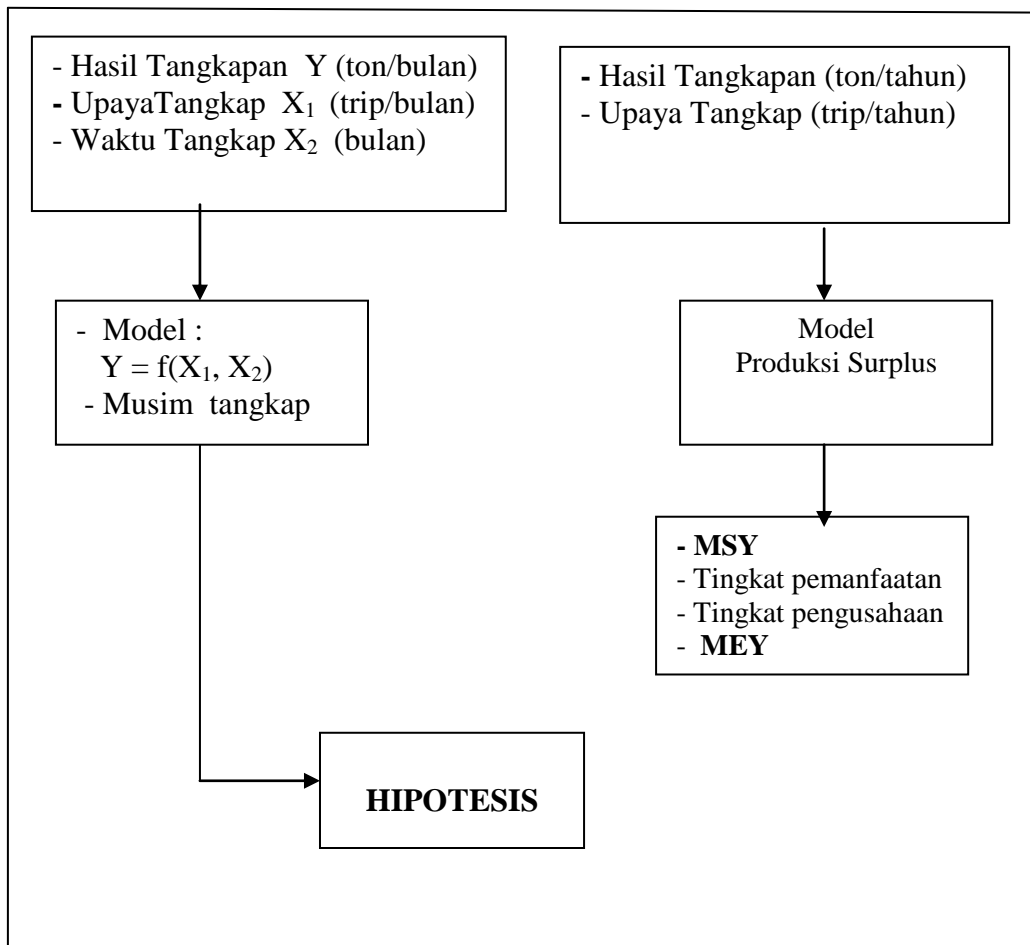 - Hasil Tangkapan Y (ton/bulan)
- UpayaTangkap X₁ (trip/bulan)
- Waktu Tangkap X₂ (bulan)
- Hasil Tangkapan (ton/tahun)
- Upaya Tangkap (trip/tahun)
- Model :
Y = f(X₁, X₂)
- Musim tangkap
Model
Produksi Surplus
- MSY
- Tingkat pemanfaatan
- Tingkat pengusahaan
- MEY
HIPOTESIS